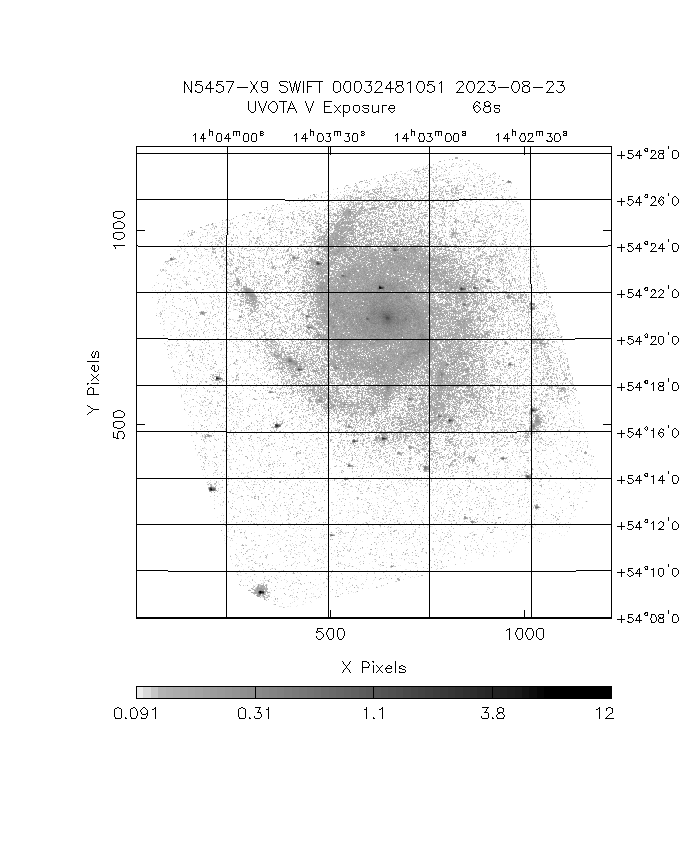 N5457-X9 SWIFT 00032481051 2023-08-23
UVOTA V Exposure 68s
14ʰ04ᵐ00ˢ 14ʰ03ᵐ30ˢ 14ʰ03ᵐ00ˢ 14ʰ02ᵐ30ˢ
+54°28'0
+54°26'0
1000
+54°24'0
+54°22'0
+54°20'0
Y Pixels
+54°18'0
500
+54°16'0
+54°14'0
+54°12'0
+54°10'0
+54°08'0
500 1000
X Pixels
0.091 0.31 1.1 3.8 12